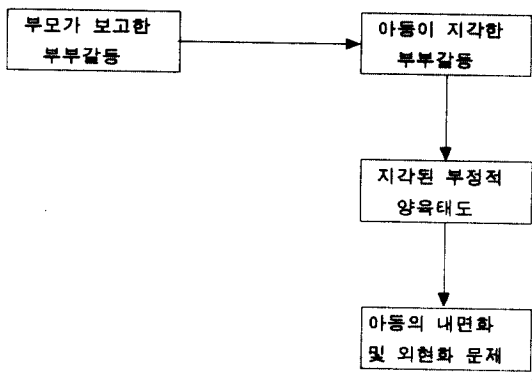 부모가 보고한
부부갈등
아동이 지각한
부부갈등
지각된 부정적
양육태도
아동의 내면화
및 외현화 문제